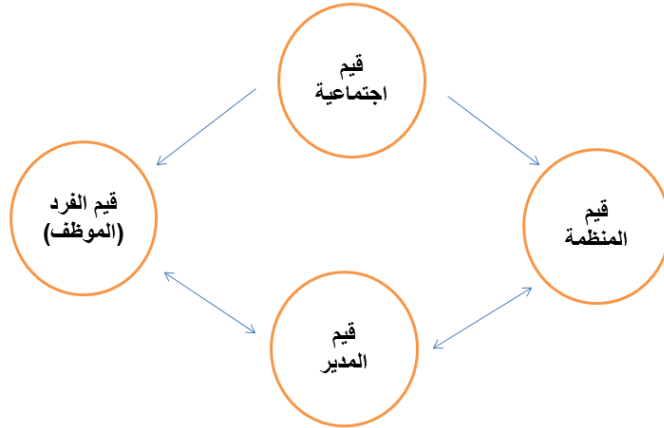 قيم
اجتماعية
قيم الفرد
(الموظف)
قيم
المنظمة
قيم
المدير